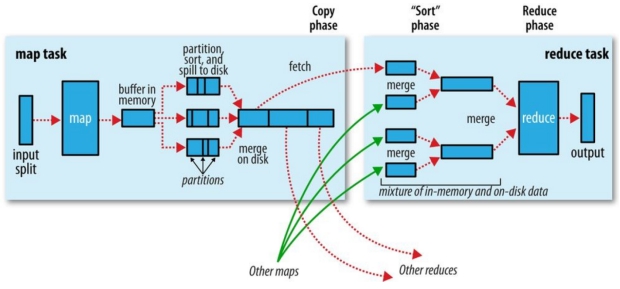 Copy
phase
“Sort”
phase
Reduce
phase
map task
partition,
sort, and
spill to disk
fetch
reduce task
buffer in
memory
map
merge
merge
reduce
input
split
merge
on disk
merge
output
partitions
mixture of in-memory and on-disk data
Other maps
Other reduces